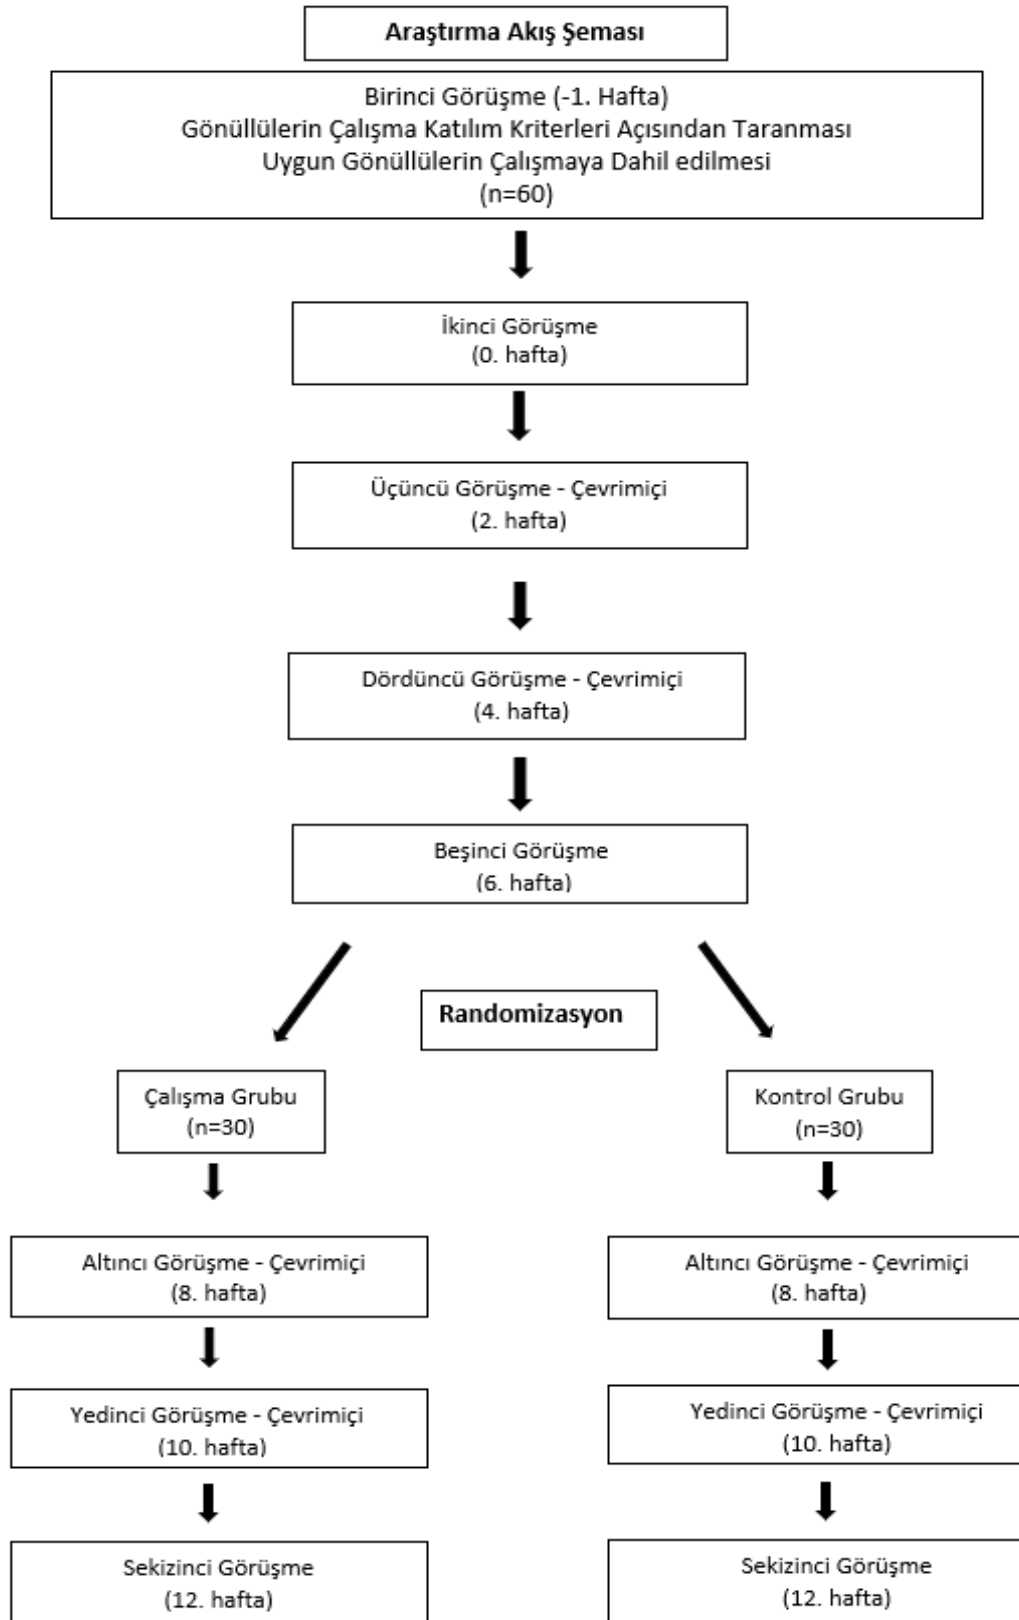 Araştırma Akış Şeması
Birinci Görüşme (-1. Hafta)
Gönüllülerin Çalışma Katılım Kriterleri Açısından Taranması
Uygun Gönüllülerin Çalışmaya Dahil edilmesi
(n=60)
İkinci Görüşme
(0. hafta)
Üçüncü Görüşme - Çevrimiçi
(2. hafta)
Dördüncü Görüşme - Çevrimiçi
(4. hafta)
Beşinci Görüşme
(6. hafta)
Randomizasyon
Çalışma Grubu
(n=30)
Kontrol Grubu
(n=30)
Altıncı Görüşme - Çevrimiçi
(8. hafta)
Altıncı Görüşme - Çevrimiçi
(8. hafta)
Yedinci Görüşme - Çevrimiçi
(10. hafta)
Yedinci Görüşme - Çevrimiçi
(10. hafta)
Sekizinci Görüşme
(12. hafta)
Sekizinci Görüşme
(12. hafta)